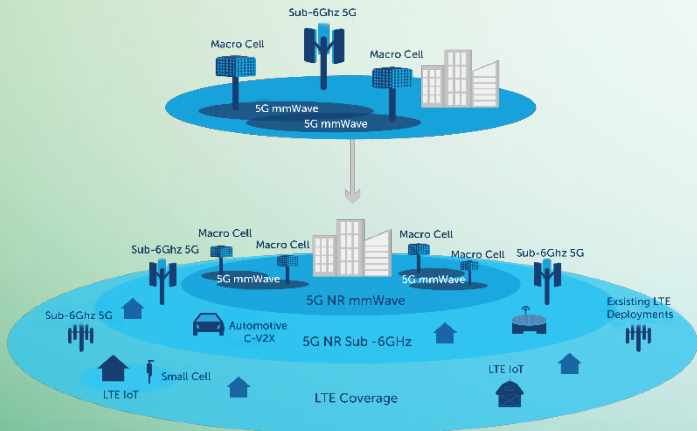 Sub-6Ghz 5G
Macro Cell
Macro Cell
5G mmWave
5G mmWave
Macro Cell
Macro Cell
Sub-6Ghz 5G
Macro Cell
Macro Cell
Sub-6Ghz 5G
5G mmWave
5G mmWave
5G NR mmWave
Sub-6Ghz 5G
Exsisting LTE
Deployments
Automotive
C-V2X
5G NR Sub -6GHz
Small Cell
LTE IoT
LTE IoT
LTE Coverage